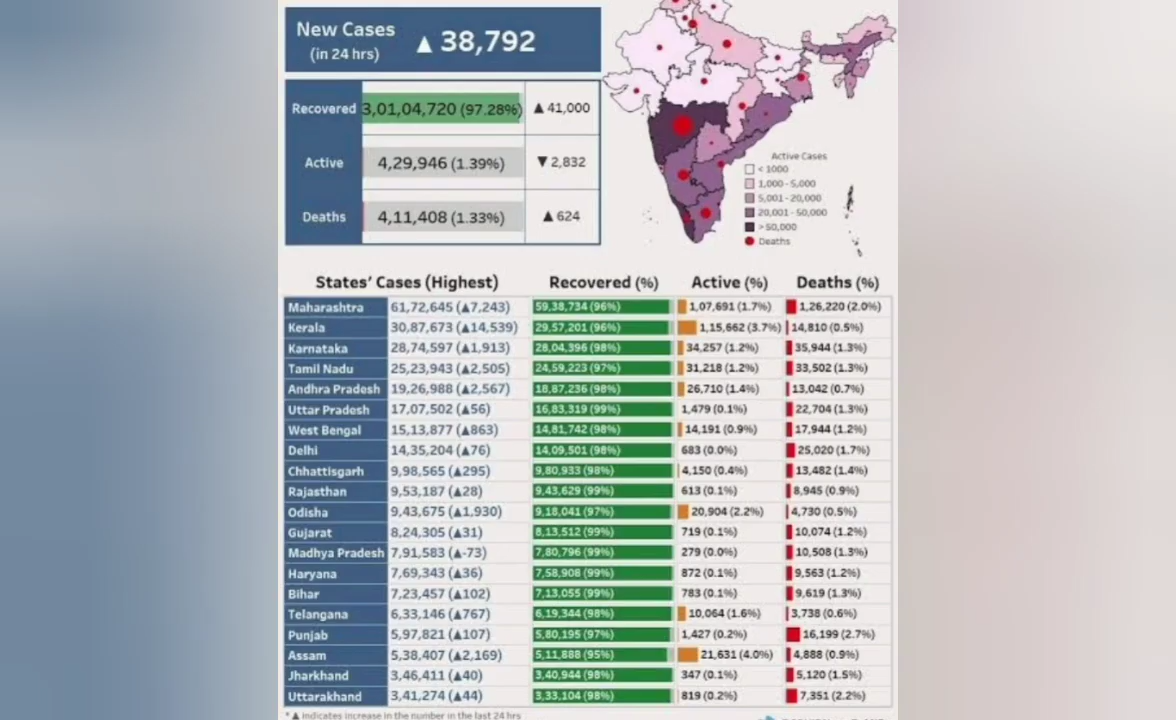 New Cases
(in 24 hrs)
▲ 38,792
Recovered 3,01,04,720 (97.28%) ▲ 41,000
Active 4,29,946 (1.39%) ▼ 2,832
Deaths 4,11,408 (1.33%) ▲ 624
Active Cases
< 1000
1,000 - 5,000
5,001 - 20,000
20,001 - 50,000
> 50,000
Deaths
States' Cases (Highest) Recovered (%) Active (%) Deaths (%)
Maharashtra 61,72,645 (▲7,243) 59,38,734 (96%) 1,07,691 (1.7%) 1,26,220 (2.0%)
Kerala 30,87,673 (▲14,539) 29,57,201 (96%) 1,15,662 (3.7%) 14,810 (0.5%)
Karnataka 28,74,597 (▲1,913) 28,04,396 (98%) 34,257 (1.2%) 35,944 (1.3%)
Tamil Nadu 25,23,943 (▲2,505) 24,59,223 (97%) 31,218 (1.2%) 33,502 (1.3%)
Andhra Pradesh 19,26,988 (▲2,567) 18,87,236 (98%) 26,710 (1.4%) 13,042 (0.7%)
Uttar Pradesh 17,07,502 (▲56) 16,83,319 (99%) 1,479 (0.1%) 22,704 (1.3%)
West Bengal 15,13,877 (▲863) 14,81,742 (98%) 14,191 (0.9%) 17,944 (1.2%)
Delhi 14,35,204 (▲76) 14,09,501 (98%) 683 (0.0%) 25,020 (1.7%)
Chhattisgarh 9,98,565 (▲295) 9,80,933 (98%) 4,150 (0.4%) 13,482 (1.4%)
Rajasthan 9,53,187 (▲28) 9,43,629 (99%) 613 (0.1%) 8,945 (0.9%)
Odisha 9,43,675 (▲1,930) 9,18,041 (97%) 20,904 (2.2%) 4,730 (0.5%)
Gujarat 8,24,305 (▲31) 8,13,512 (99%) 719 (0.1%) 10,074 (1.2%)
Madhya Pradesh 7,91,583 (▲-73) 7,80,796 (99%) 279 (0.0%) 10,508 (1.3%)
Haryana 7,69,343 (▲36) 7,58,908 (99%) 872 (0.1%) 9,563 (1.2%)
Bihar 7,23,457 (▲102) 7,13,055 (99%) 783 (0.1%) 9,619 (1.3%)
Telangana 6,33,146 (▲767) 6,19,344 (98%) 10,064 (1.6%) 3,738 (0.6%)
Punjab 5,97,821 (▲107) 5,80,195 (97%) 1,427 (0.2%) 16,199 (2.7%)
Assam 5,38,407 (▲2,169) 5,11,888 (95%) 21,631 (4.0%) 4,888 (0.9%)
Jharkhand 3,46,411 (▲40) 3,40,944 (98%) 347 (0.1%) 5,120 (1.5%)
Uttarakhand 3,41,274 (▲44) 3,33,104 (98%) 819 (0.2%) 7,351 (2.2%)
* ▲ indicates increase in the number in the last 24 hrs